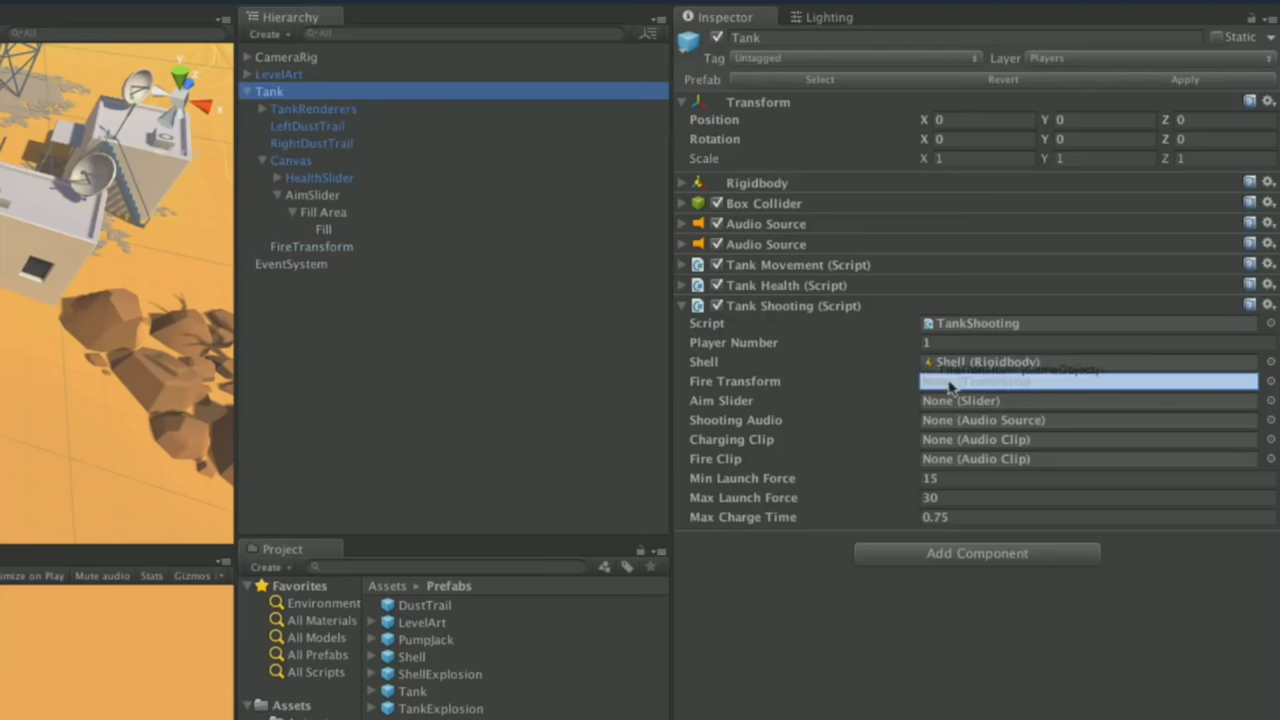 All
y
z
x
imize on Play Mute audio Stats Gizmos
Hierarchy
Create All
CameraRig
LevelArt
Tank
TankRenderers
LeftDustTrail
RightDustTrail
Canvas
HealthSlider
AimSlider
Fill Area
Fill
FireTransform
EventSystem
Project
Create
Favorites
Environment
All Materials
All Models
All Prefabs
All Scripts
Assets
Assets Prefabs
DustTrail
LevelArt
PumpJack
Shell
ShellExplosion
Tank
TankExplosion
Inspector Lighting
Tank Static
Tag Untagged Layer Players
Prefab Select Revert Apply
Transform
Position X 0 Y 0 Z 0
Rotation X 0 Y 0 Z 0
Scale X 1 Y 1 Z 1
Rigidbody
Box Collider
Audio Source
Audio Source
Tank Movement (Script)
Tank Health (Script)
Tank Shooting (Script)
Script TankShooting
Player Number 1
Shell Shell (Rigidbody)
Fire Transform
Aim Slider None (Slider)
Shooting Audio None (Audio Source)
Charging Clip None (Audio Clip)
Fire Clip None (Audio Clip)
Min Launch Force 15
Max Launch Force 30
Max Charge Time 0.75
Add Component